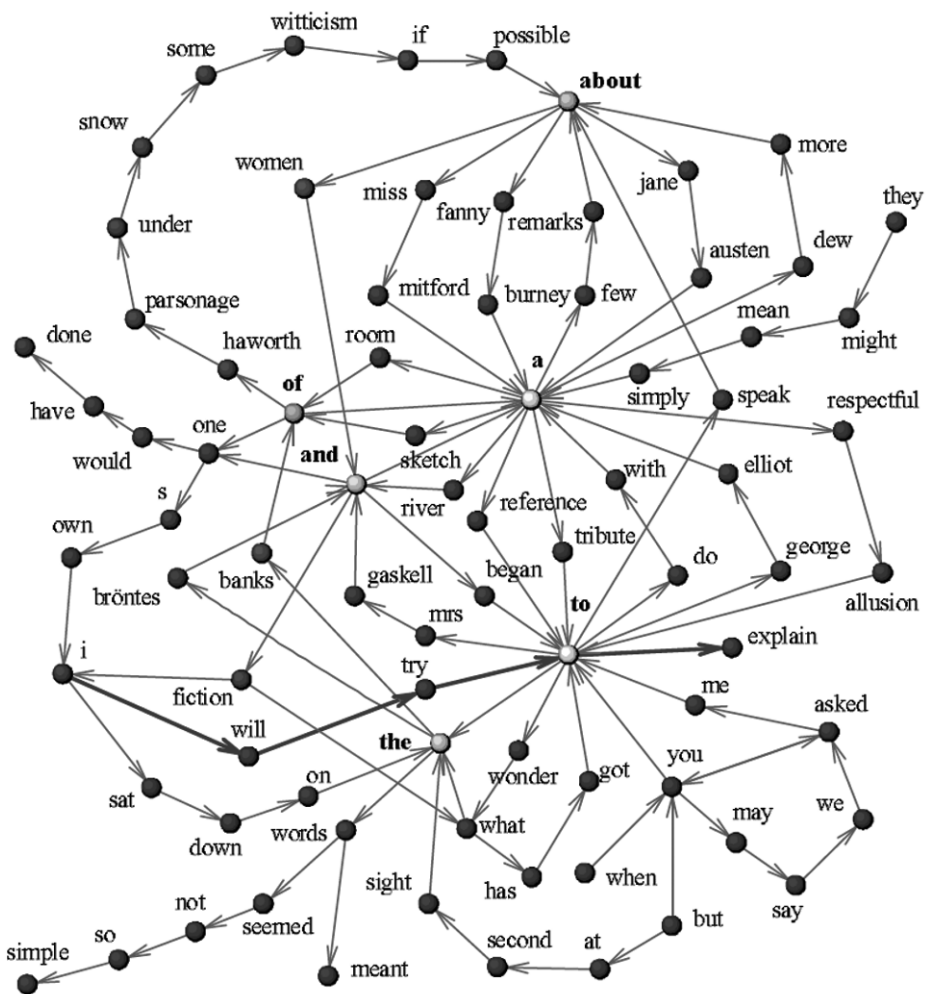 witticism
if
possible
some
about
snow
more
women
miss
jane
they
fanny
remarks
under
austen
dew
parsonage
mitford
burney
few
mean
done
haworth
room
a
might
of
simply
speak
respectful
have
one
and
sketch
would
with
elliot
s
river
reference
own
tribute
banks
gaskell
began
do
george
bröntes
to
allusion
mrs
explain
i
try
fiction
me
asked
will
the
you
on
wonder
got
sat
may
we
down
words
what
sight
has
when
say
not
seemed
but
simple
so
second
at
meant